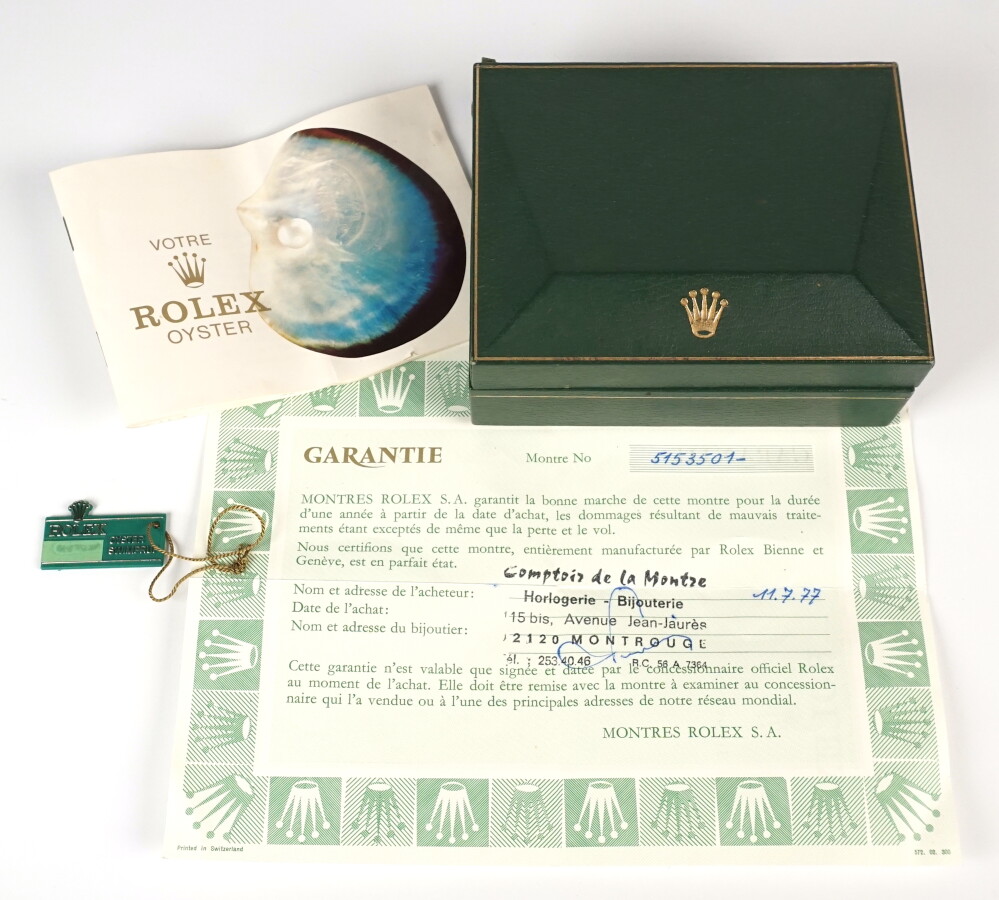 VOTRE
ROLEX
OYSTER
GARANTIE
Montre No 5153501-
MONTRES ROLEX S.A. garantit la bonne marche de cette montre pour la durée
d'une année à partir de la date d'achat, les dommages résultant de mauvais traite-
ments étant exceptés de même que la perte et le vol.
Nous certifions que cette montre, entièrement manufacturée par Rolex Bienne et
Genève, est en parfait état.
Nom et adresse de l'acheteur:
Date de l'achat:
Nom et adresse du bijoutier:
Comptoir de la Montre
Horlogerie - Bijouterie
115 bis, Avenue Jean-Jaurès
92120 MONTROUGE
Tél. : 253.40.46 R.C. 56 A 7364
11.7.77
Cette garantie n'est valable que signée et datée par le concessionnaire officiel Rolex
au moment de l'achat. Elle doit être remise avec la montre à examiner au concession-
naire qui l'a vendue ou à l'une des principales adresses de notre réseau mondial.
MONTRES ROLEX S.A.
Printed in Switzerland
ROLEX
OYSTER